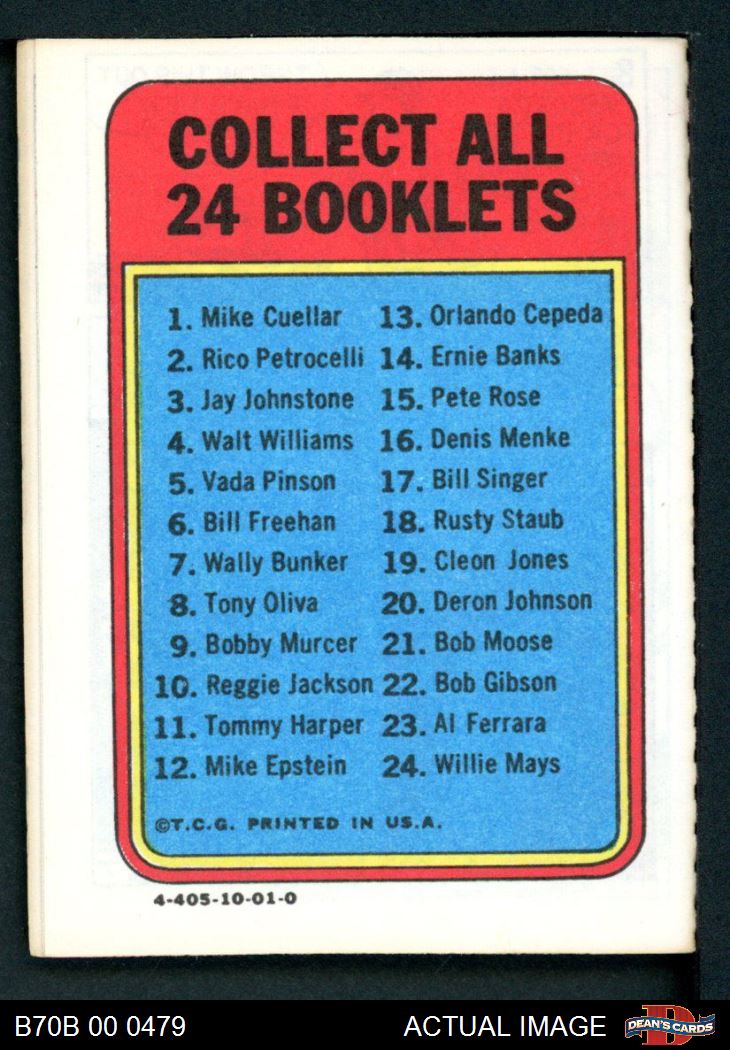 COLLECT ALL
24 BOOKLETS
1. Mike Cuellar
2. Rico Petrocelli
3. Jay Johnstone
4. Walt Williams
5. Vada Pinson
6. Bill Freehan
7. Wally Bunker
8. Tony Oliva
9. Bobby Murcer
10. Reggie Jackson
11. Tommy Harper
12. Mike Epstein
13. Orlando Cepeda
14. Ernie Banks
15. Pete Rose
16. Denis Menke
17. Bill Singer
18. Rusty Staub
19. Cleon Jones
20. Deron Johnson
21. Bob Moose
22. Bob Gibson
23. Al Ferrara
24. Willie Mays
©T.C.G. PRINTED IN U.S.A.
4-405-10-01-0
B70B 00 0479
ACTUAL IMAGE
DEAN'S CARDS